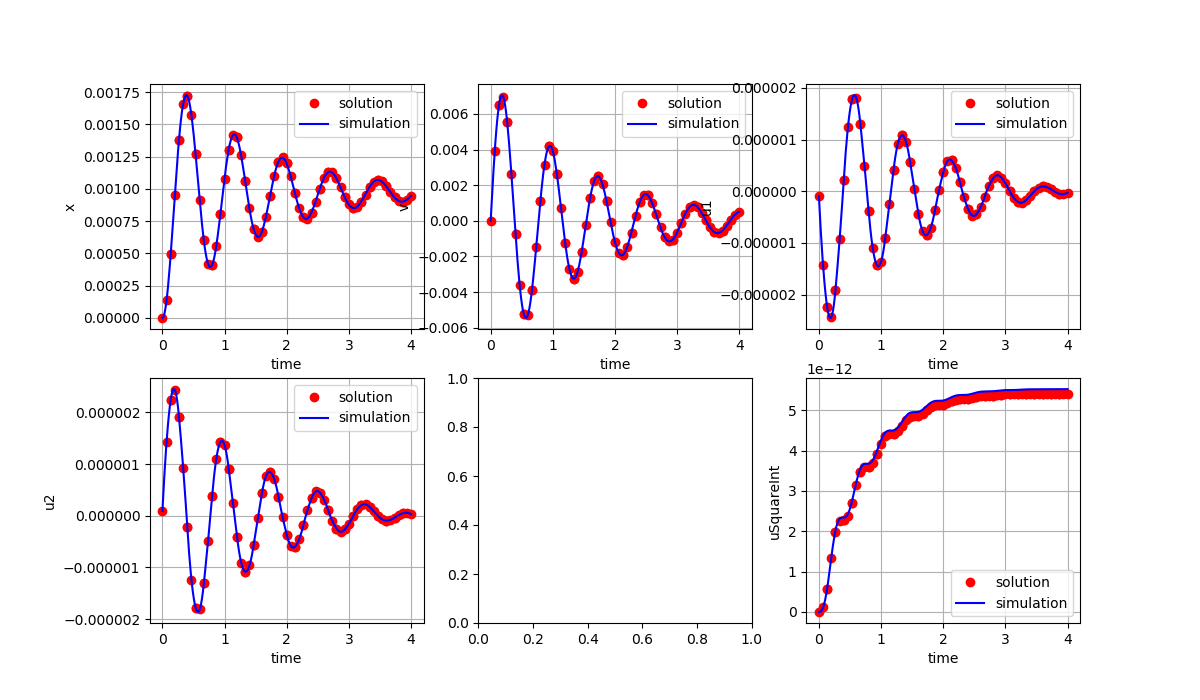 0.00175
0.00150
0.00125
0.00100
0.00075
0.00050
0.00025
0.00000
x
0 1 2 3 4
time
solution
simulation
0.006
0.004
0.002
0.000
−0.002
−0.004
−0.006
v
0 1 2 3 4
time
solution
simulation
0.000002
0.000001
0.000000
−0.000001
−0.000002
u1
0 1 2 3 4
time
solution
simulation
0.000002
0.000001
0.000000
−0.000001
−0.000002
u2
0 1 2 3 4
time
solution
simulation
1.0
0.8
0.6
0.4
0.2
0.0
0.0 0.2 0.4 0.6 0.8 1.0
1e−12
5
4
3
2
1
0
uSquareInt
0 1 2 3 4
time
solution
simulation